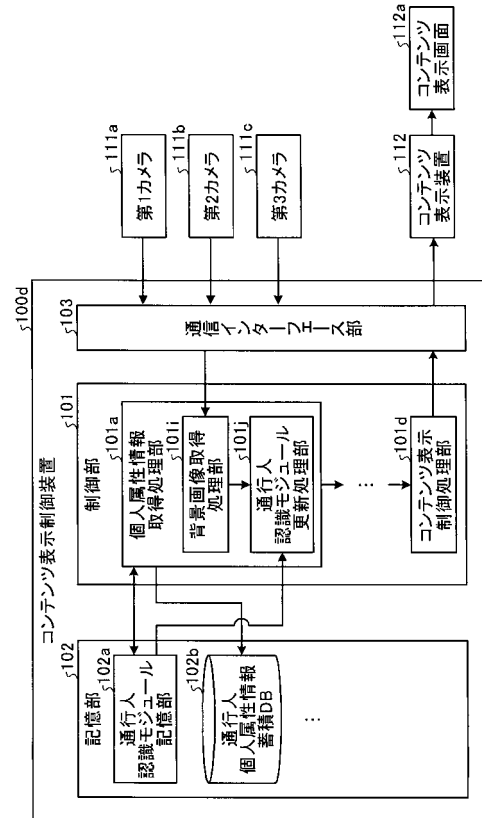 コンテンツ表示制御装置
100d
記憶部
102
通行人
認識モジュール
記憶部
102a
通行人
個人属性情報
蓄積DB
102b
…
制御部
101
個人属性情報
取得処理部
101a
背景画像取得
処理部
101i
通行人
認識モジュール
更新処理部
101j
…
コンテンツ表示
制御処理部
101d
通信インターフェース部
103
第1カメラ
111a
第2カメラ
111b
第3カメラ
111c
コンテンツ
表示装置
112
コンテンツ
表示画面
112a